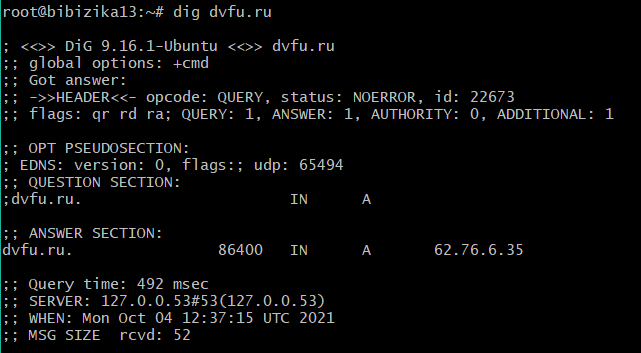 root@bibizika13:~# dig dvfu.ru
; <<>> DiG 9.16.1-Ubuntu <<>> dvfu.ru
;; global options: +cmd
;; Got answer:
;; ->>HEADER<<- opcode: QUERY, status: NOERROR, id: 22673
;; flags: qr rd ra; QUERY: 1, ANSWER: 1, AUTHORITY: 0, ADDITIONAL: 1
;; OPT PSEUDOSECTION:
; EDNS: version: 0, flags:; udp: 65494
;; QUESTION SECTION:
;dvfu.ru. IN A
;; ANSWER SECTION:
dvfu.ru. 86400 IN A 62.76.6.35
;; Query time: 492 msec
;; SERVER: 127.0.0.53#53(127.0.0.53)
;; WHEN: Mon Oct 04 12:37:15 UTC 2021
;; MSG SIZE rcvd: 52